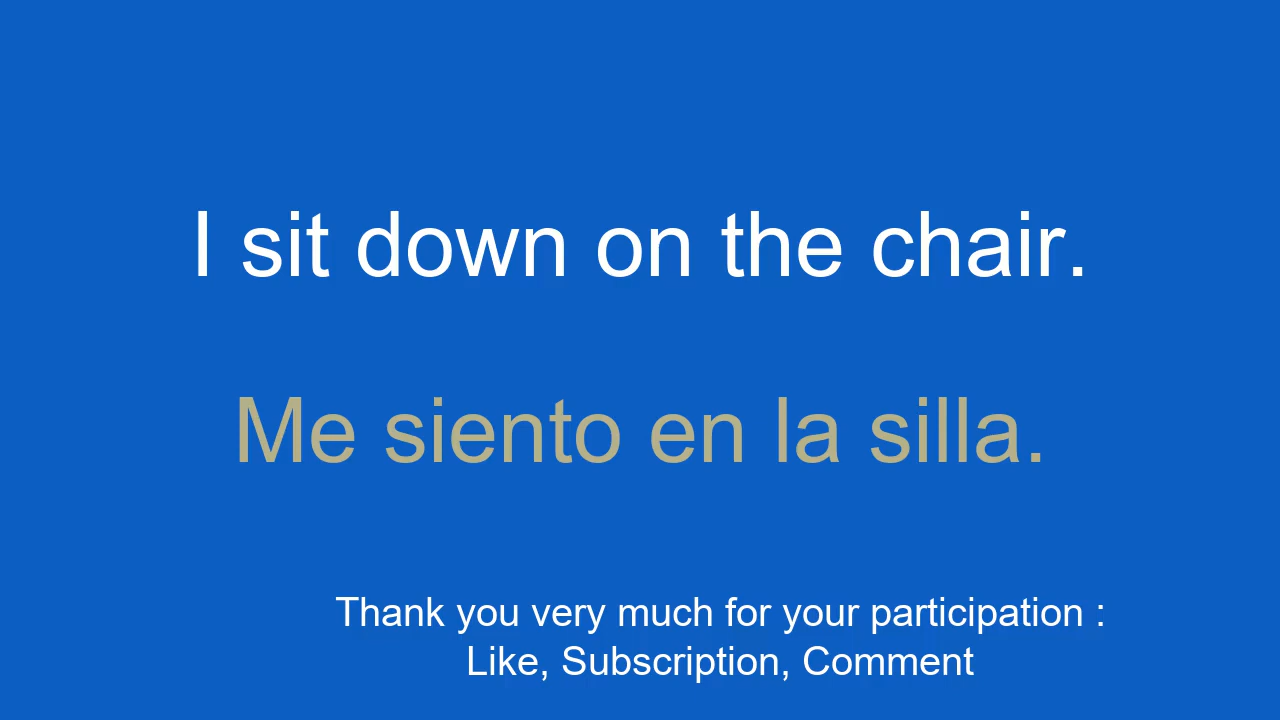 I sit down on the chair.
Me siento en la silla.
Thank you very much for your participation :
Like, Subscription, Comment